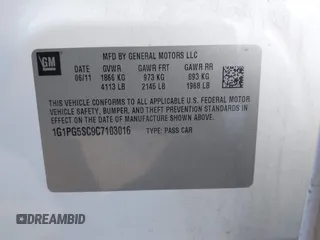 GM
MFD BY GENERAL MOTORS LLC
DATE GVWR GAWR FRT GAWR RR
06/11 1866 KG 973 KG 893 KG
4113 LB 2145 LB 1968 LB
THIS VEHICLE CONFORMS TO ALL APPLICABLE U.S. FEDERAL MOTOR
VEHICLE SAFETY, BUMPER, AND THEFT PREVENTION STANDARDS
IN EFFECT ON THE DATE OF MANUFACTURE SHOWN ABOVE.
1G1PG5SC9C7103016 TYPE: PASS CAR
DREAMBID